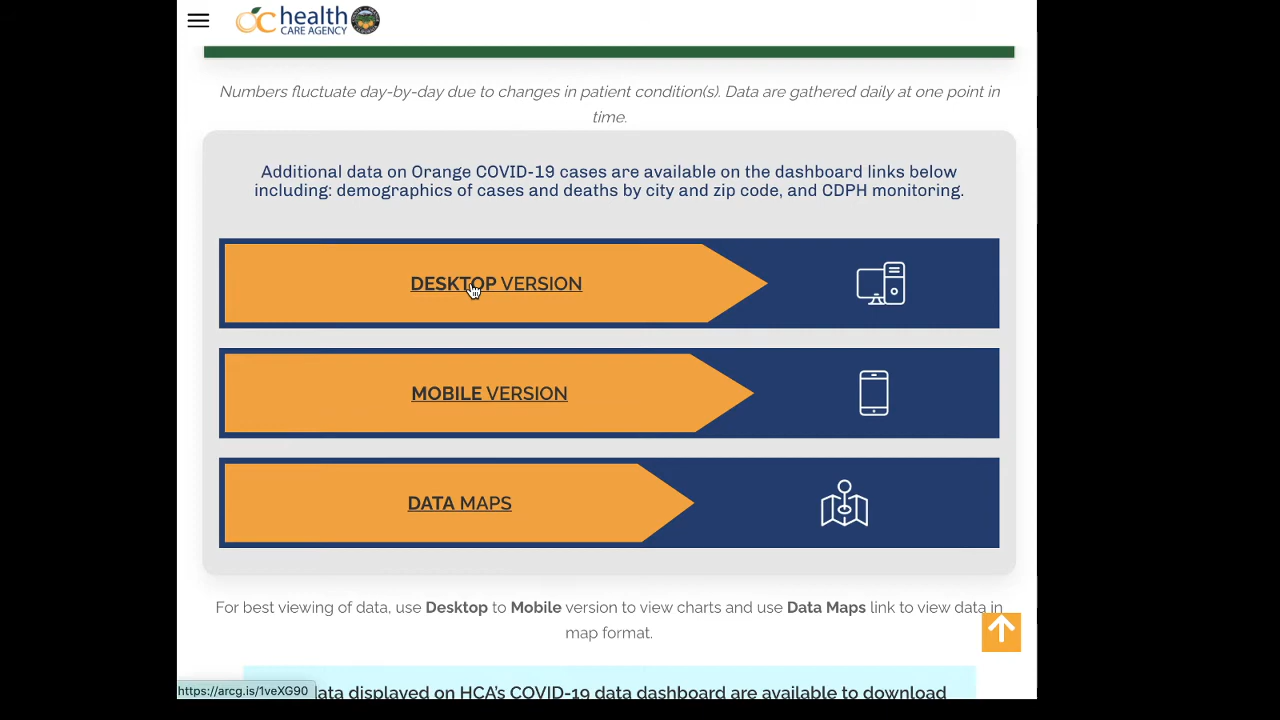 OC health
CARE AGENCY
Numbers fluctuate day-by-day due to changes in patient condition(s). Data are gathered daily at one point in
time.
Additional data on Orange COVID-19 cases are available on the dashboard links below
including: demographics of cases and deaths by city and zip code, and CDPH monitoring.
DESKTOP VERSION
MOBILE VERSION
DATA MAPS
For best viewing of data, use Desktop to Mobile version to view charts and use Data Maps link to view data in
map format.
ata displayed on HCA's COVID-19 data dashboard are available to download
https://arcg.is/1veXG90